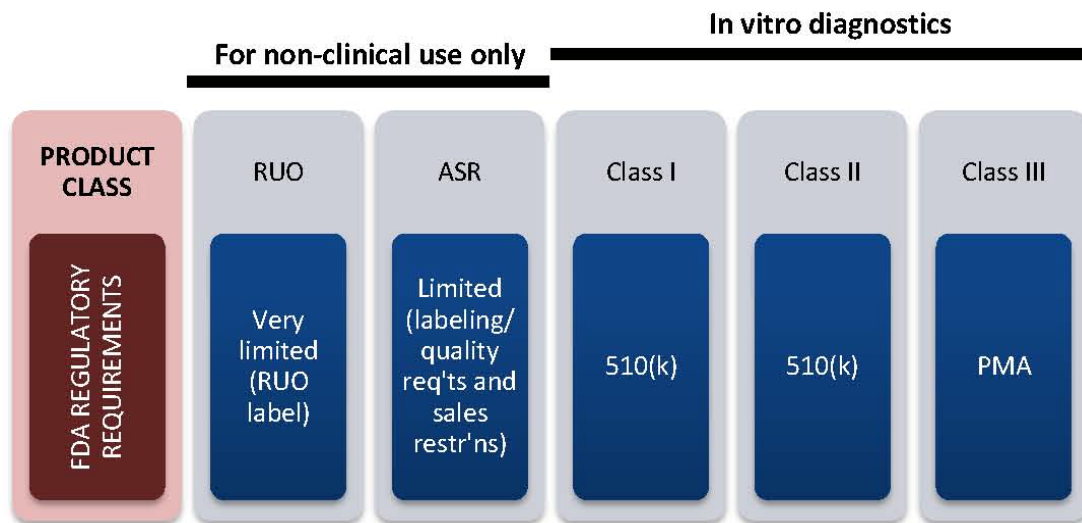 In vitro diagnostics
For non-clinical use only
PRODUCT
CLASS
RUO
ASR
Class I
Class II
Class III
FDA REGULATORY
REQUIREMENTS
Very
limited
(RUO
label)
Limited
(labeling/
quality
req'ts and
sales
restr'ns)
510(k)
510(k)
PMA